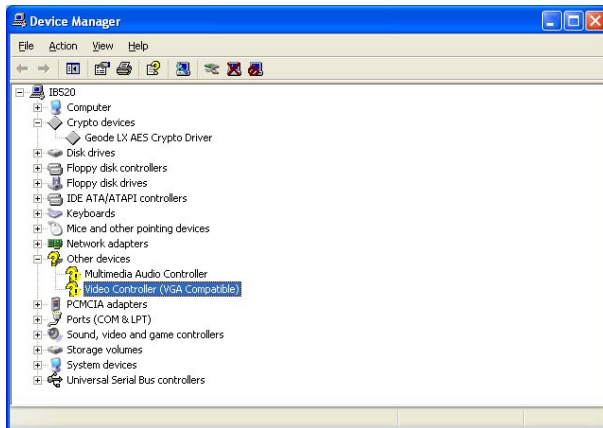 Device Manager
File Action View Help
IB520
Computer
Crypto devices
Geode LX AES Crypto Driver
Disk drives
Floppy disk controllers
Floppy disk drives
IDE ATA/ATAPI controllers
Keyboards
Mice and other pointing devices
Network adapters
Other devices
Multimedia Audio Controller
Video Controller (VGA Compatible)
PCMCIA adapters
Ports (COM & LPT)
Sound, video and game controllers
Storage volumes
System devices
Universal Serial Bus controllers